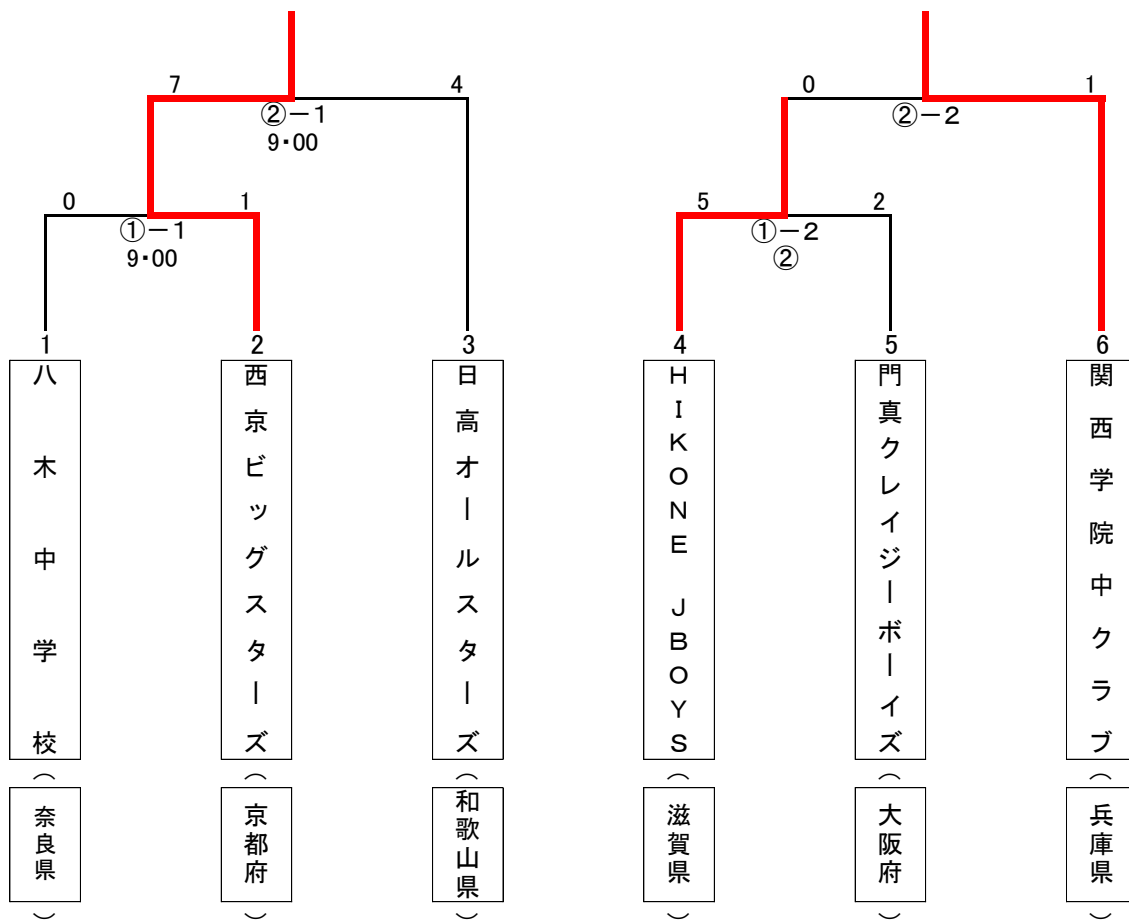 7 4 0 1
②－1 ②－2
9・00
0 1 5 2
①－1 ①－2
9・00 ②
1 2 3 4 5 6
八木中学校
西京ビッグスターズ
日高オールスターズ
ＨＩＫＯＮＥ　ＪＢＯＹＳ
門真クレイジーボーイズ
関西学院中クラブ
（奈良県）
（京都府）
（和歌山県）
（滋賀県）
（大阪府）
（兵庫県）